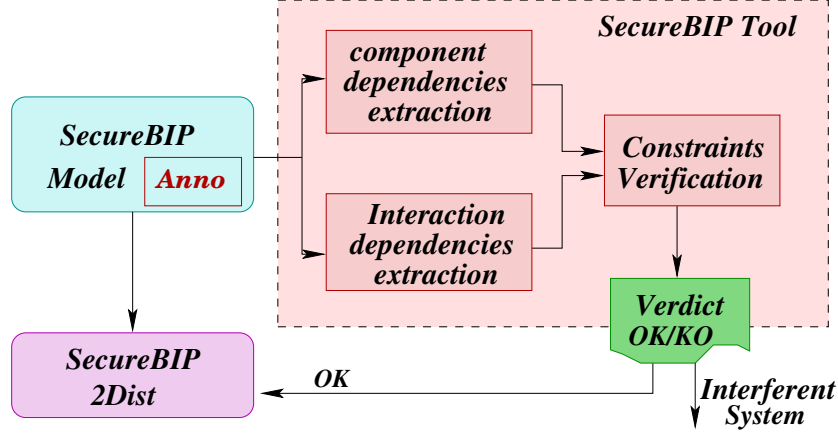 SecureBIP Tool
component
dependencies
extraction
SecureBIP
Model Anno
Constraints
Verification
Interaction
dependencies
extraction
Verdict
OK/KO
SecureBIP
2Dist
OK
Interferent
System